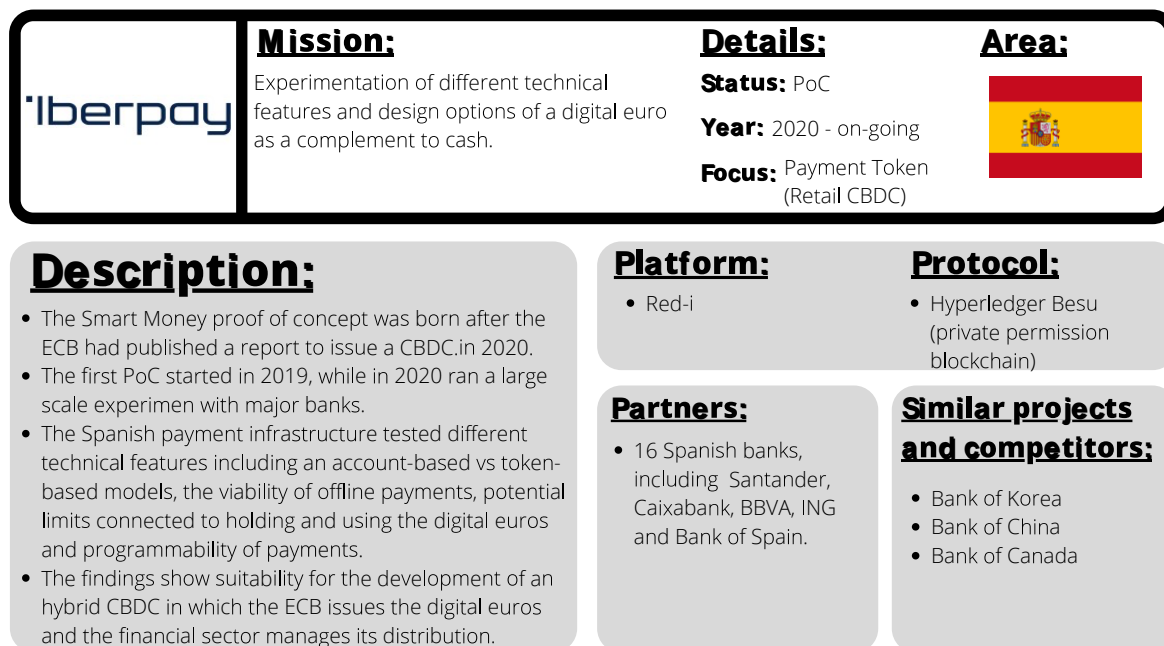 Iberpay
Mission:
Experimentation of different technical
features and design options of a digital euro
as a complement to cash.
Details:
Status: PoC
Year: 2020 - on-going
Focus: Payment Token
(Retail CBDC)
Area:
Description:
• The Smart Money proof of concept was born after the
ECB had published a report to issue a CBDC.in 2020.
• The first PoC started in 2019, while in 2020 ran a large
scale experimen with major banks.
• The Spanish payment infrastructure tested different
technical features including an account-based vs token-
based models, the viability of offline payments, potential
limits connected to holding and using the digital euros
and programmability of payments.
• The findings show suitability for the development of an
hybrid CBDC in which the ECB issues the digital euros
and the financial sector manages its distribution.
Platform:
• Red-i
Protocol:
• Hyperledger Besu
(private permission
blockchain)
Partners:
• 16 Spanish banks,
including Santander,
Caixabank, BBVA, ING
and Bank of Spain.
Similar projects
and competitors:
• Bank of Korea
• Bank of China
• Bank of Canada